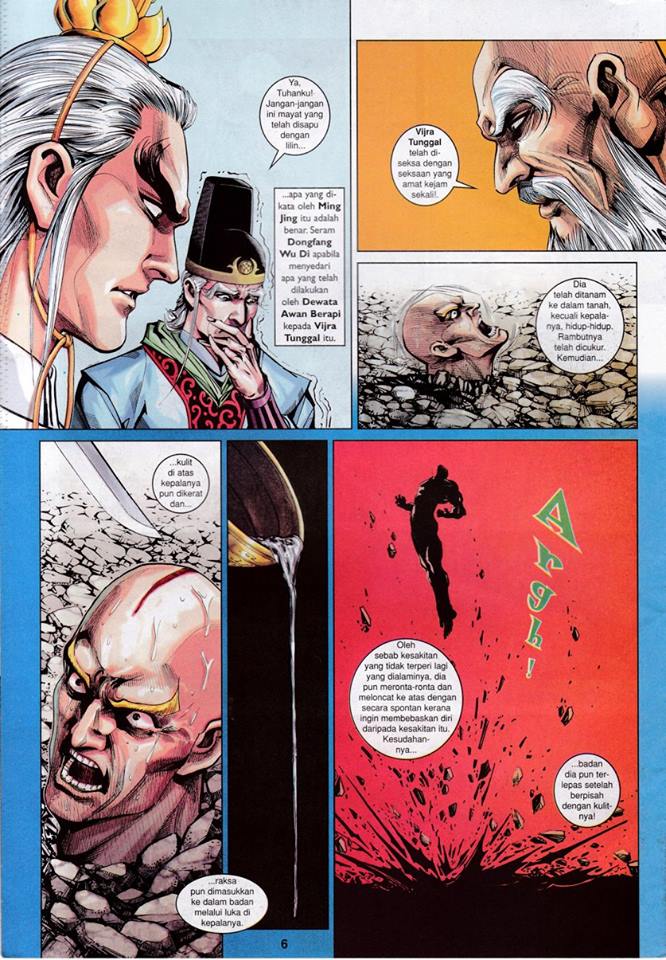 Ya,
Tuhanku!
Jangan-jangan
ini mayat yang
telah disapu
dengan
lilin...
...apa yang di-
kata oleh Ming
Jing itu adalah
benar. Seram
Dongfang
Wu Di apabila
menyedari
apa yang telah
dilakukan
oleh Dewata
Awan Berapi
kepada Vijra
Tunggal itu.
Vijra
Tunggal
telah di-
seksa dengan
seksaan yang
amat kejam
sekali!.
Dia
telah ditanam
ke dalam tanah,
kecuali kepala-
nya, hidup-hidup.
Rambutnya
telah dicukur.
Kemudian...
...kulit
di atas
kepalanya
pun dikerat
dan...
...raksa
pun dimasukkan
ke dalam badan
melalui luka di
kepalanya.
Argh!
Oleh
sebab kesakitan
yang tidak terperi lagi
yang dialaminya, dia
pun meronta-ronta dan
meloncat ke atas dengan
secara spontan kerana
ingin membebaskan diri
daripada kesakitan itu.
Kesudahan-
nya...
...badan
dia pun ter-
lepas setelah
berpisah
dengan kulit-
nya!
6